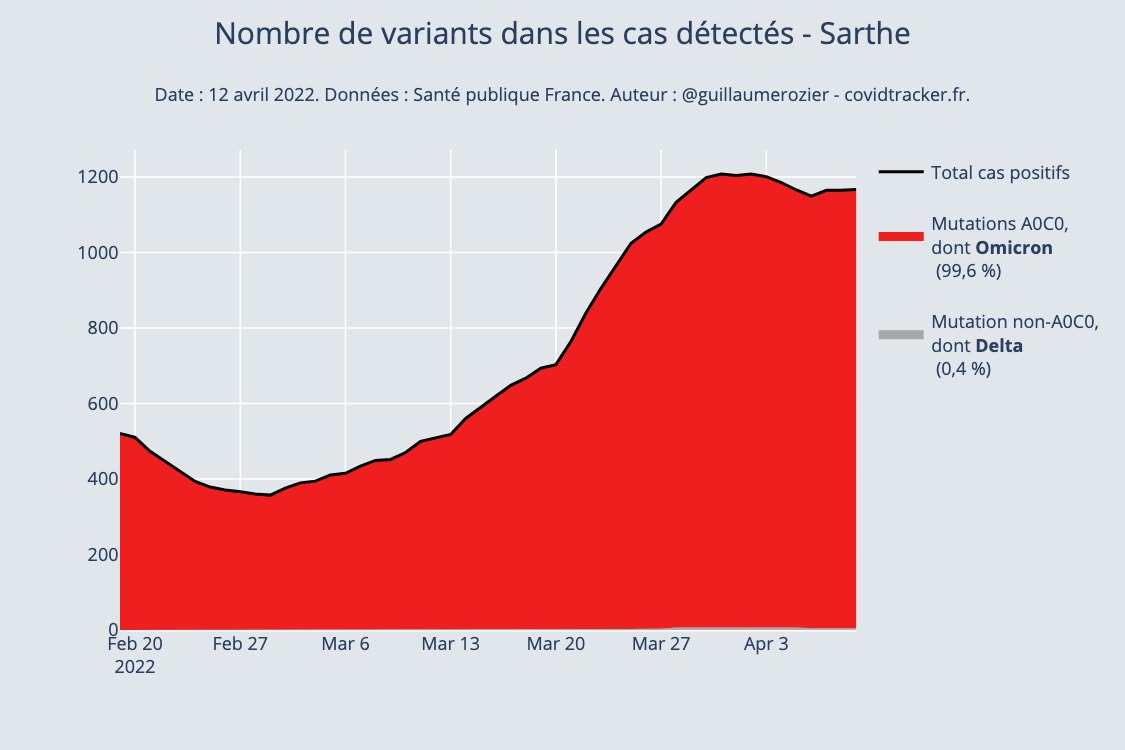 Nombre de variants dans les cas détectés - Sarthe
Date : 12 avril 2022. Données : Santé publique France. Auteur : @guillaumerozier - covidtracker.fr.
1200
1000
800
600
400
200
0
Feb 20
2022
Feb 27
Mar 6
Mar 13
Mar 20
Mar 27
Apr 3
Total cas positifs
Mutations A0C0,
dont Omicron
(99,6 %)
Mutation non-A0C0,
dont Delta
(0,4 %)